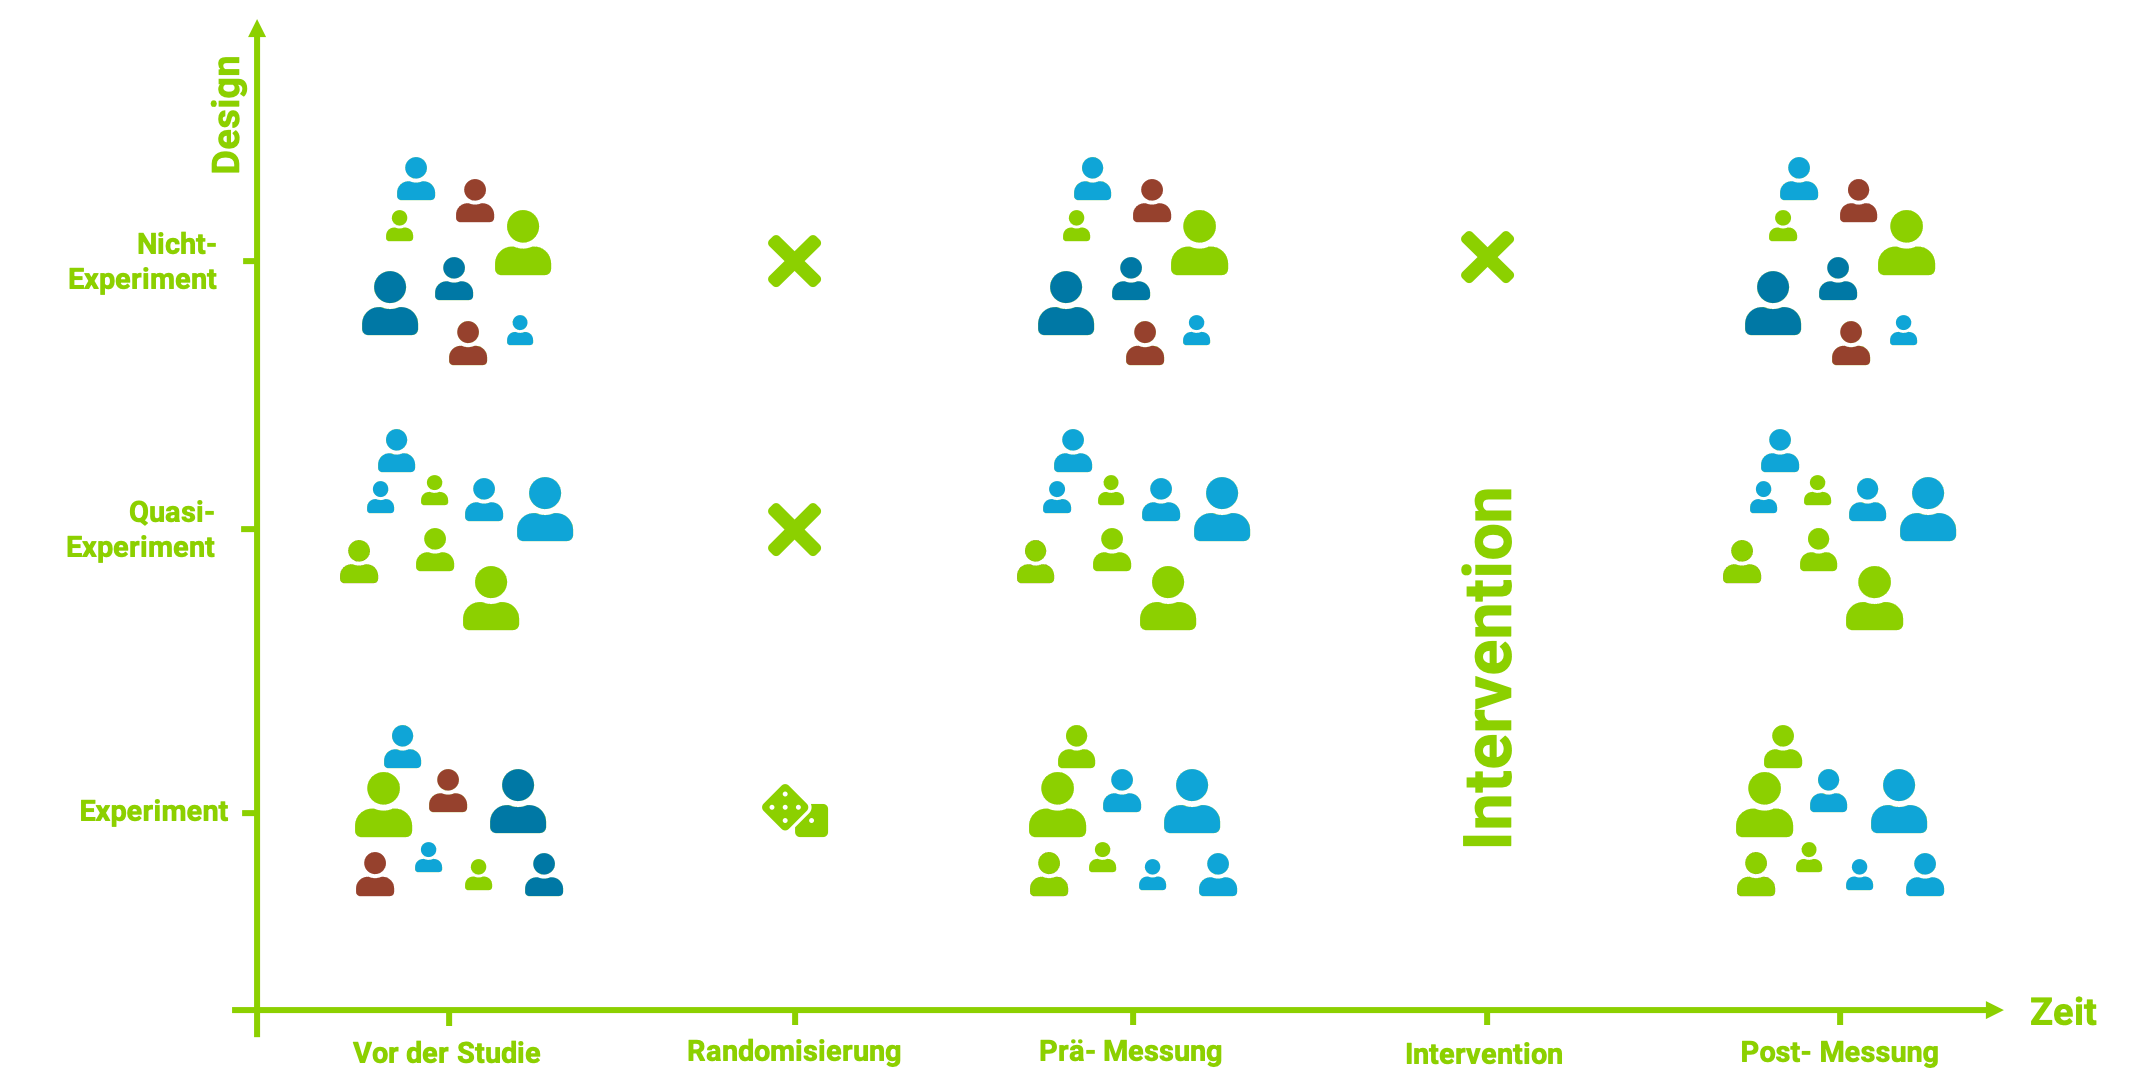 Design
Nicht-
Experiment
Quasi-
Experiment
Experiment
Intervention
Zeit
Vor der Studie
Randomisierung
Prä- Messung
Intervention
Post- Messung